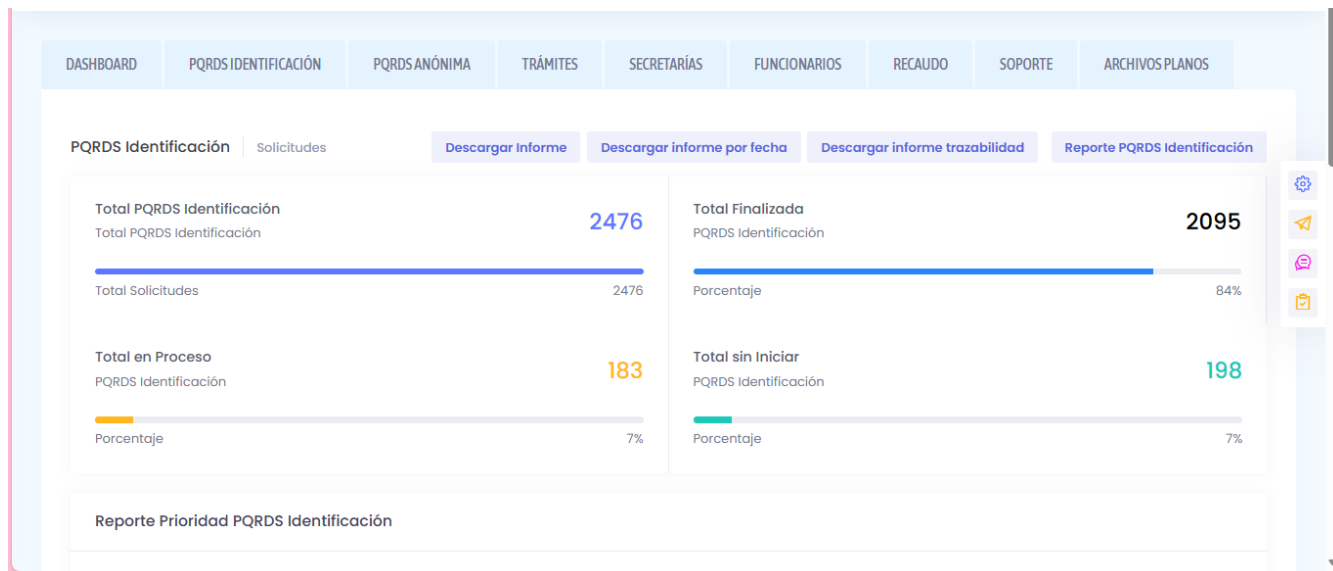 DASHBOARD PQRDS IDENTIFICACIÓN PQRDS ANÓNIMA TRÁMITES SECRETARÍAS FUNCIONARIOS RECAUDO SOPORTE ARCHIVOS PLANOS
PQRDS Identificación Solicitudes Descargar Informe Descargar informe por fecha Descargar informe trazabilidad Reporte PQRDS Identificación
Total PQRDS Identificación
Total PQRDS Identificación
2476
Total Solicitudes 2476
Total Finalizada
PQRDS Identificación
2095
Porcentaje 84%
Total en Proceso
PQRDS Identificación
183
Porcentaje 7%
Total sin Iniciar
PQRDS Identificación
198
Porcentaje 7%
Reporte Prioridad PQRDS Identificación